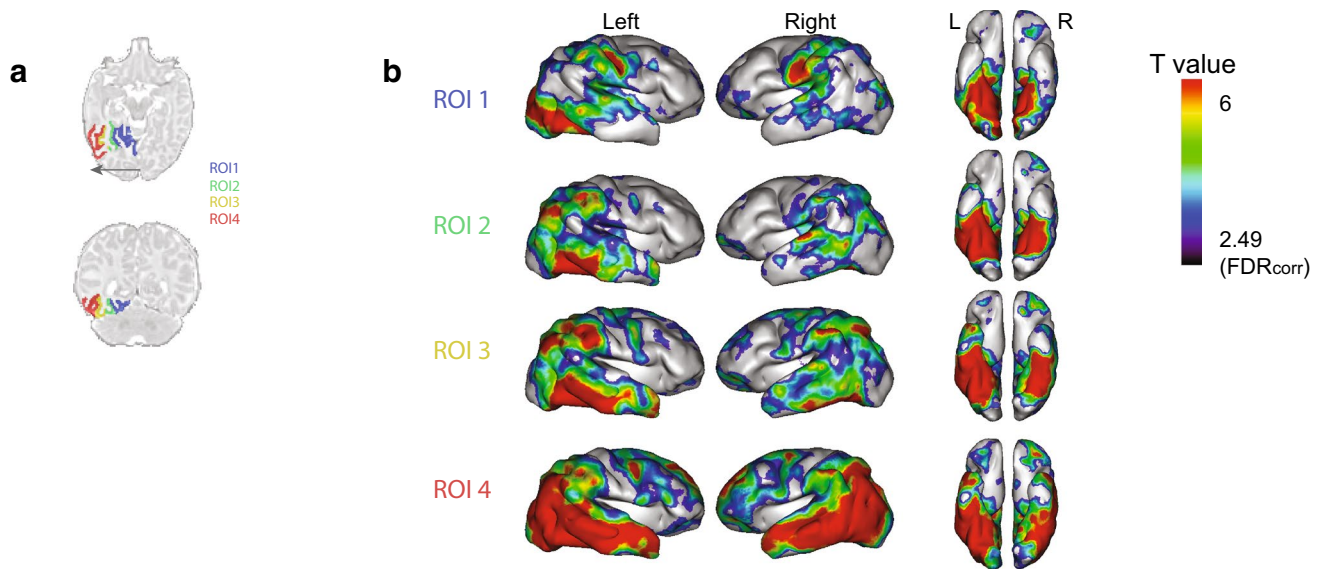 a
ROI1
ROI2
ROI3
ROI4
b
Left
Right
L
R
ROI 1
ROI 2
ROI 3
ROI 4
T value
6
2.49
(FDRcorr)